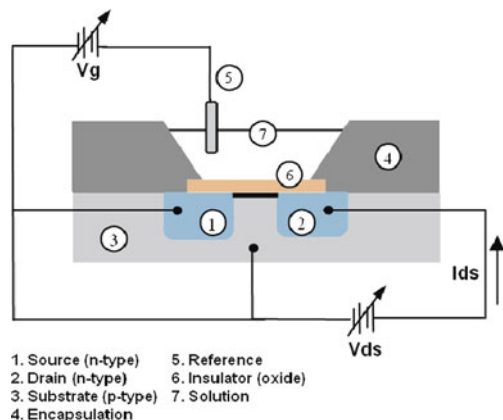 Vg
5
7
4
6
1
2
3
Ids
Vds
1. Source (n-type)
2. Drain (n-type)
3. Substrate (p-type)
4. Encapsulation
5. Reference
6. Insulator (oxide)
7. Solution